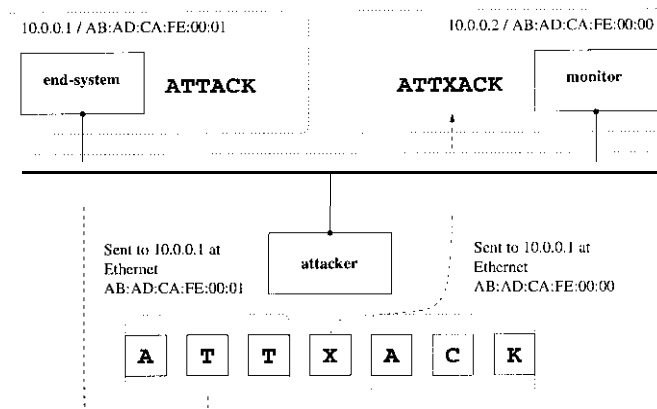 10.0.0.1 / AB:AD:CA:FE:00:01
10.0.0.2 / AB:AD:CA:FE:00:00
end-system
ATTACK
ATTXACK
monitor
Sent to 10.0.0.1 at
Ethernet
AB:AD:CA:FE:00:01
attacker
Sent to 10.0.0.1 at
Ethernet
AB:AD:CA:FE:00:00
A T T X A C K